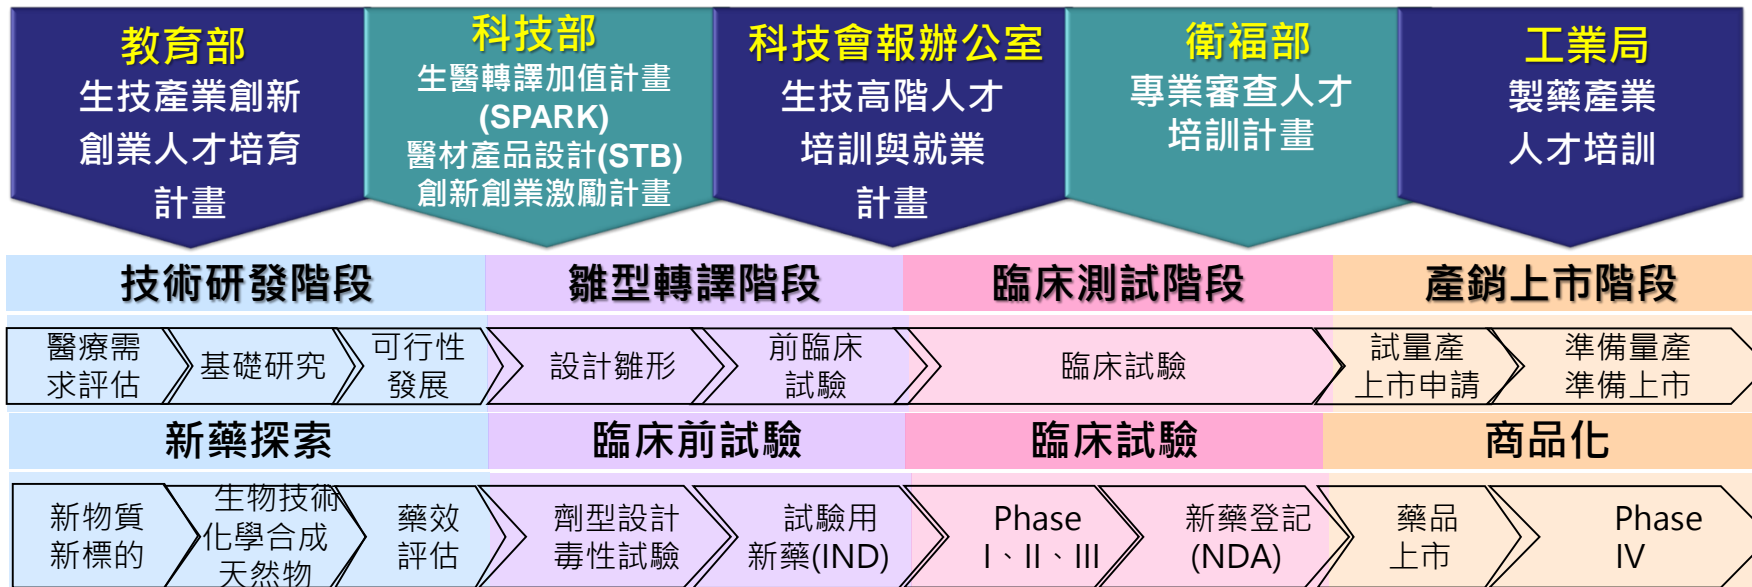 教育部
生技產業創新
創業人才培育
計畫
科技部
生醫轉譯加值計畫
(SPARK)
醫材產品設計(STB)
創新創業激勵計畫
科技會報辦公室
生技高階人才
培訓與就業
計畫
衛福部
專業審查人才
培訓計畫
工業局
製藥產業
人才培訓
技術研發階段
雛型轉譯階段
臨床測試階段
產銷上市階段
醫療需
求評估
基礎研究
可行性
發展
設計雛形
前臨床
試驗
臨床試驗
試量產
上市申請
準備量產
準備上市
新藥探索
臨床前試驗
臨床試驗
商品化
新物質
新標的
生物技術
化學合成
天然物
藥效
評估
劑型設計
毒性試驗
試驗用
新藥(IND)
Phase
I、II、III
新藥登記
(NDA)
藥品
上市
Phase
IV